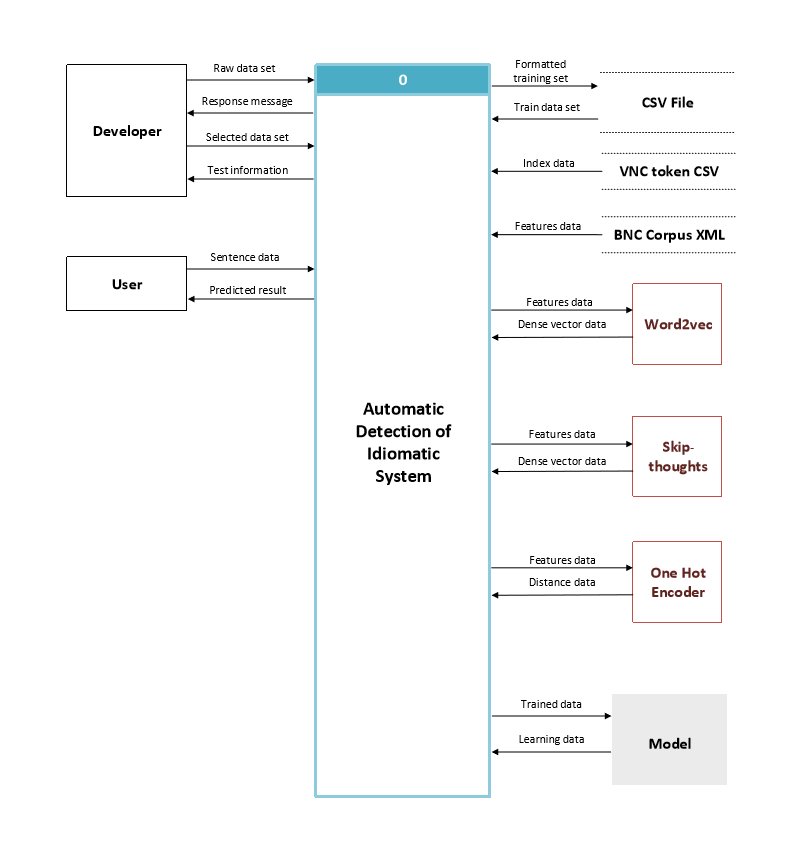 Raw data set
Response message
Developer
Selected data set
Test information
Sentence data
User
Predicted result
0
Automatic
Detection of
Idiomatic
System
Formatted
training set
Train data set
CSV File
Index data
VNC token CSV
Features data
BNC Corpus XML
Features data
Dense vector data
Word2vec
Features data
Dense vector data
Skip-
thoughts
Features data
Distance data
One Hot
Encoder
Trained data
Learning data
Model